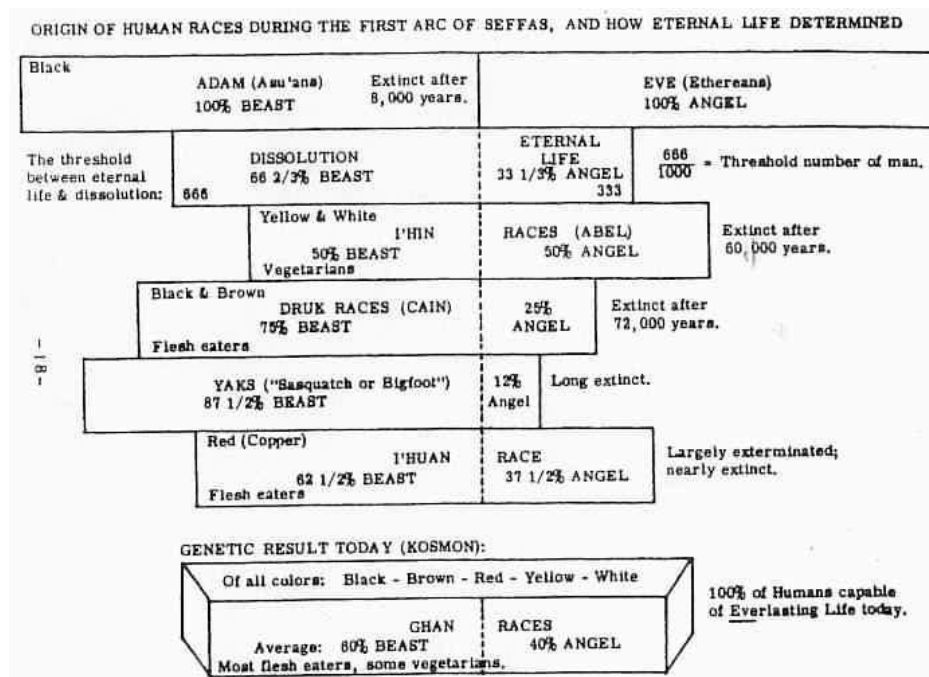 ORIGIN OF HUMAN RACES DURING THE FIRST ARC OF SEFFAS, AND HOW ETERNAL LIFE DETERMINED
Black
ADAM (Asu'ans)
100% BEAST
Extinct after
8,000 years.
EVE (Ethereans)
100% ANGEL
The threshold
between eternal
life & dissolution:
DISSOLUTION
66 2/3% BEAST
666
ETERNAL
LIFE
33 1/3% ANGEL
333
666
1000
= Threshold number of man.
Yellow & White
I'HIN
50% BEAST
Vegetarians
RACES (ABEL)
50% ANGEL
Extinct after
60,000 years.
Black & Brown
DRUK RACES (CAIN)
75% BEAST
Flesh eaters
25%
ANGEL
Extinct after
72,000 years.
- 18 -
YAKS ("Sasquatch or Bigfoot")
87 1/2% BEAST
12%
Angel
Long extinct.
Red (Copper)
I'HUAN
62 1/2% BEAST
Flesh eaters
RACE
37 1/2% ANGEL
Largely exterminated;
nearly extinct.
GENETIC RESULT TODAY (KOSMON):
Of all colors: Black - Brown - Red - Yellow - White
GHAN
Average: 60% BEAST
Most flesh eaters, some vegetarians.
RACES
40% ANGEL
100% of Humans capable
of Everlasting Life today.